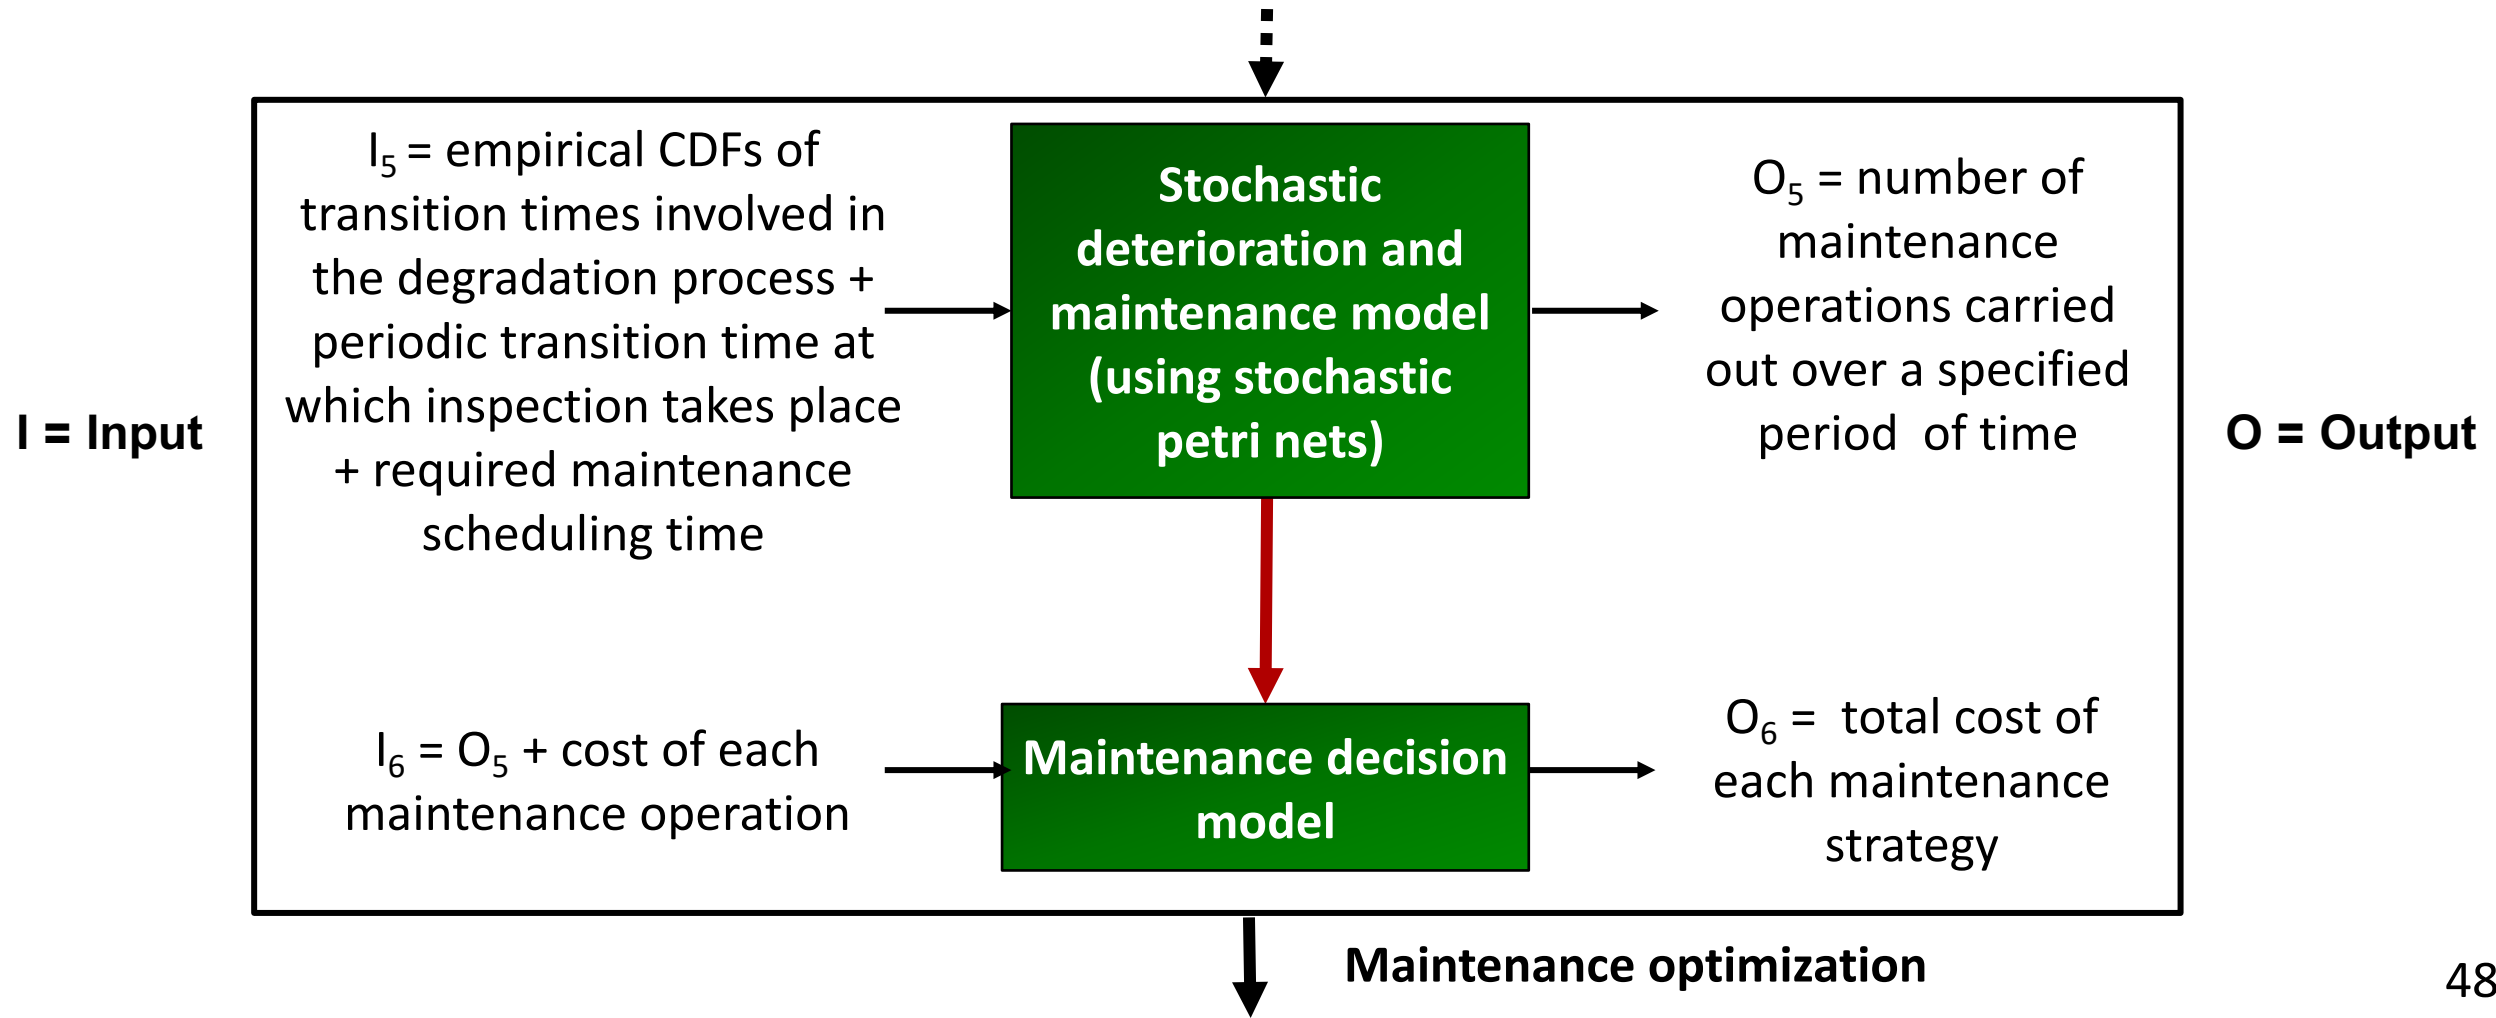 I5 = empirical CDFs of
transition times involved in
the degradation process +
periodic transition time at
which inspection takes place
+ required maintenance
scheduling time
Stochastic
deterioration and
maintenance model
(using stochastic
petri nets)
O5 = number of
maintenance
operations carried
out over a specified
period of time
I = Input
O = Output
I6 = O5 + cost of each
maintenance operation
Maintenance decision
model
O6 = total cost of
each maintenance
strategy
Maintenance optimization
48